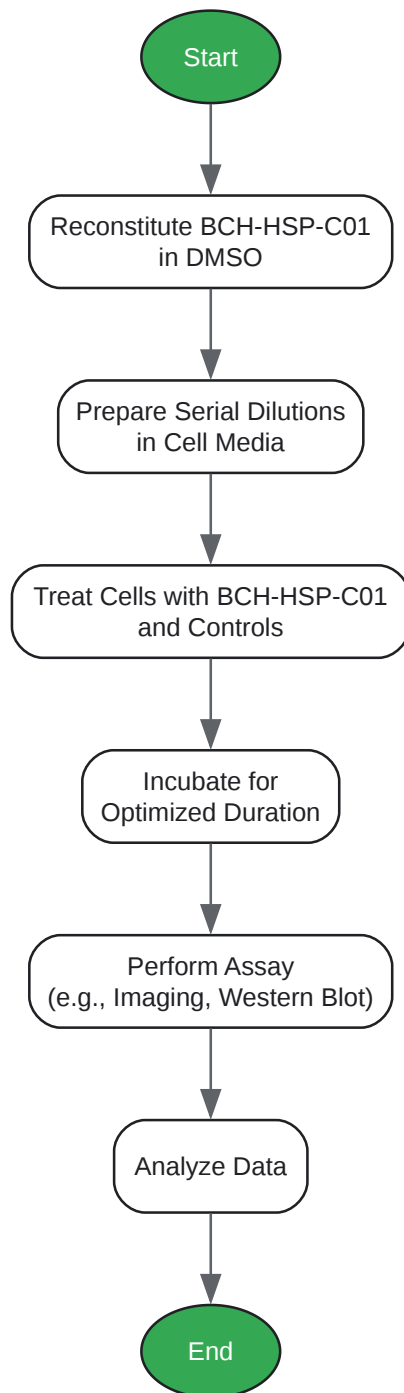 Start
Reconstitute BCH-HSP-C01
in DMSO
Prepare Serial Dilutions
in Cell Media
Treat Cells with BCH-HSP-C01
and Controls
Incubate for
Optimized Duration
Perform Assay
(e.g., Imaging, Western Blot)
Analyze Data
End